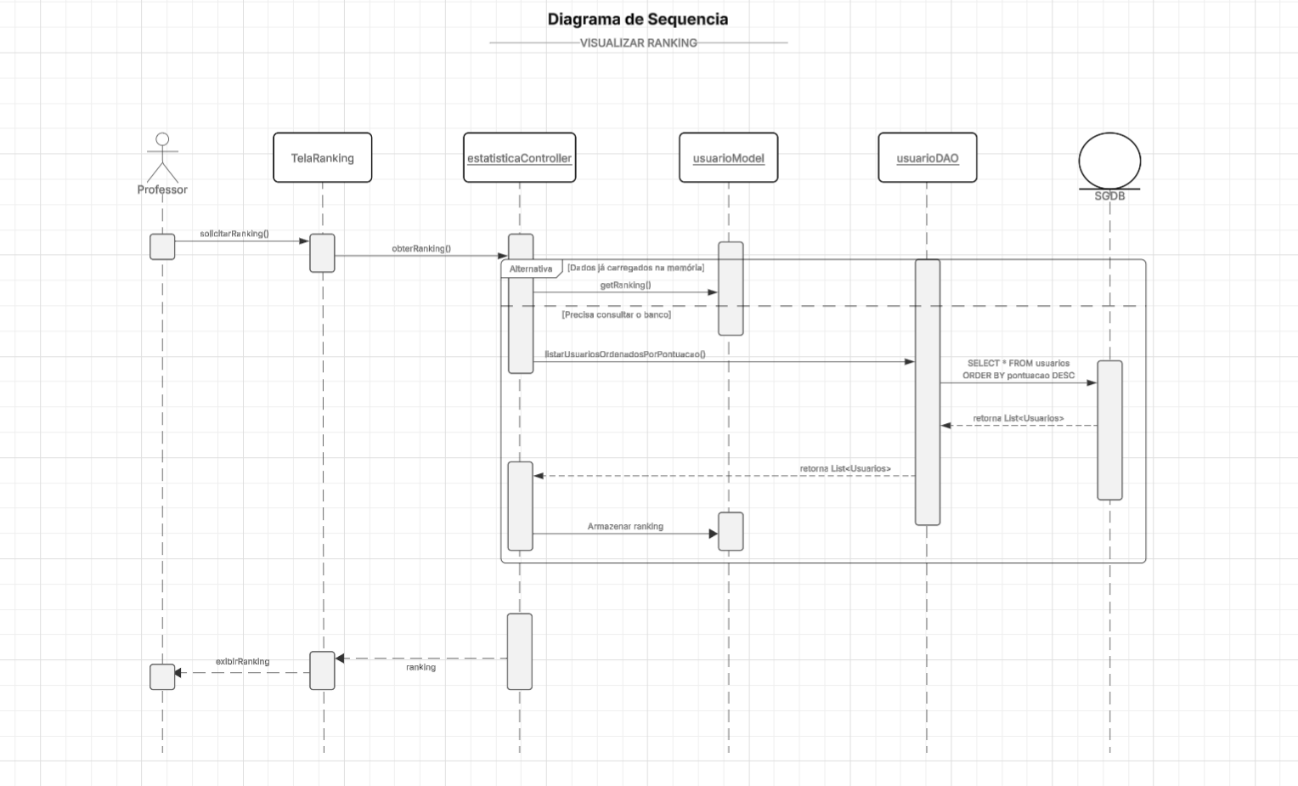 Diagrama de Sequencia
VISUALIZAR RANKING
Professor
TelaRanking
estatisticaController
usuarioModel
usuarioDAO
SGDB
solicitarRanking()
obterRanking()
Alternativa
[Dados já carregados na memória]
getRanking()
[Precisa consultar o banco]
listarUsuariosOrdenadosPorPontuacao()
SELECT * FROM usuarios
ORDER BY pontuacao DESC
retorna List<Usuarios>
retorna List<Usuarios>
Armazenar ranking
ranking
exibirRanking